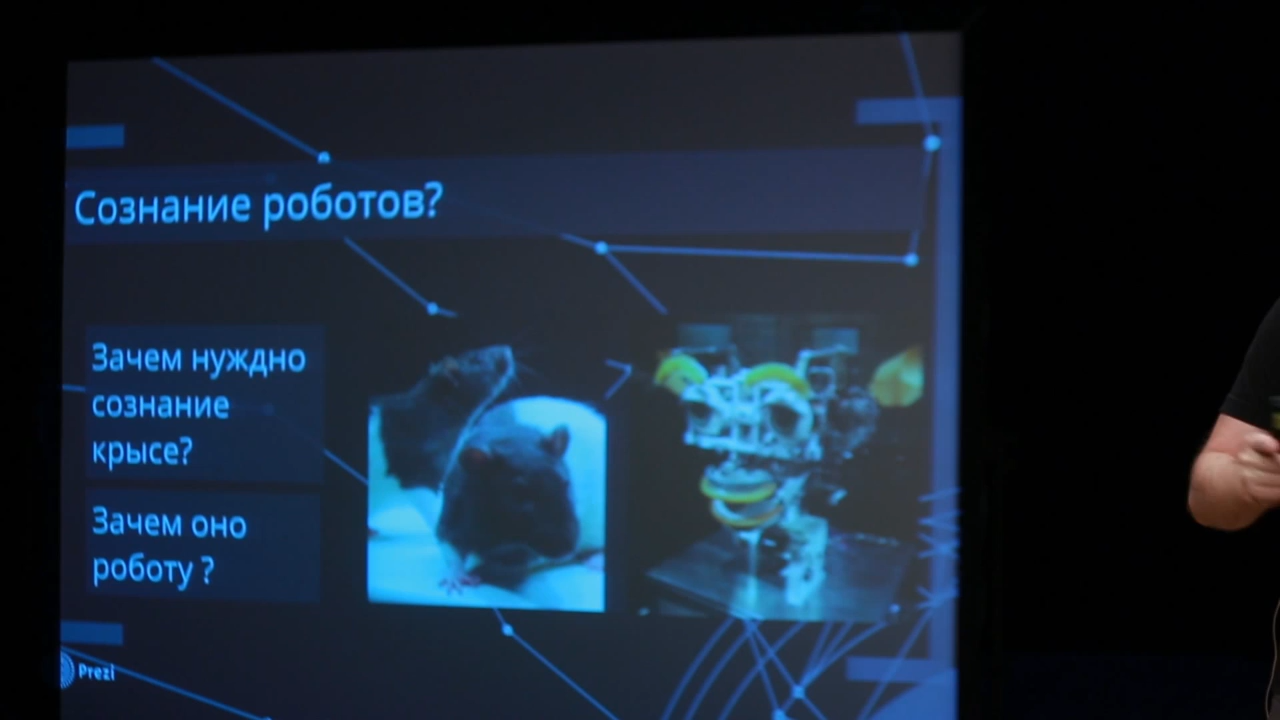 Сознание роботов?
Зачем нуждно
сознание
крысе?
Зачем оно
роботу ?
Prezi